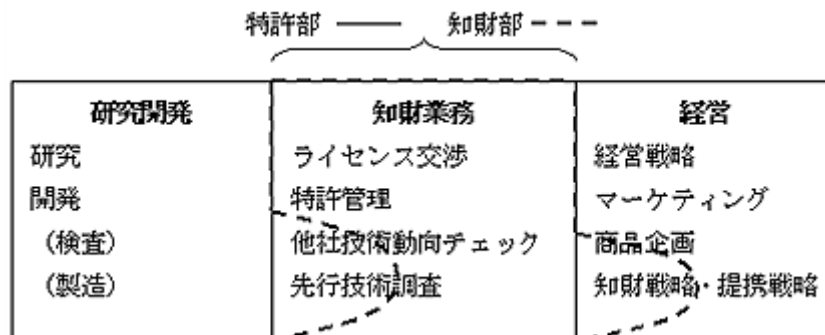 特許部 知財部
研究開発 知財業務 経営
研究 ライセンス交渉 経営戦略
開発 特許管理 マーケティング
(検査) 他社技術動向チェック 商品企画
(製造) 先行技術調査 知財戦略・提携戦略